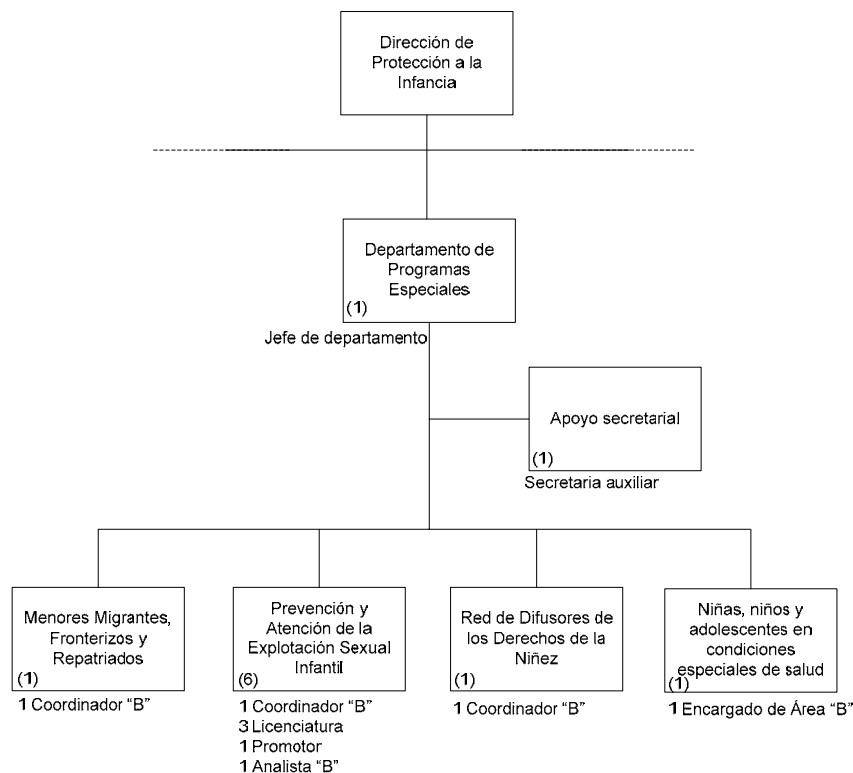 Dirección de
Protección a la
Infancia
Departamento de
Programas
Especiales
(1)
Jefe de departamento
Apoyo secretarial
(1)
Secretaria auxiliar
Menores Migrantes,
Fronterizos y
Repatriados
(1)
1 Coordinador “B”
Prevención y
Atención de la
Explotación Sexual
Infantil
(6)
1 Coordinador “B”
3 Licenciatura
1 Promotor
1 Analista “B”
Red de Difusores de
los Derechos de la
Niñez
(1)
1 Coordinador “B”
Niñas, niños y
adolescentes en
condiciones
especiales de salud
(1)
1 Encargado de Área “B”